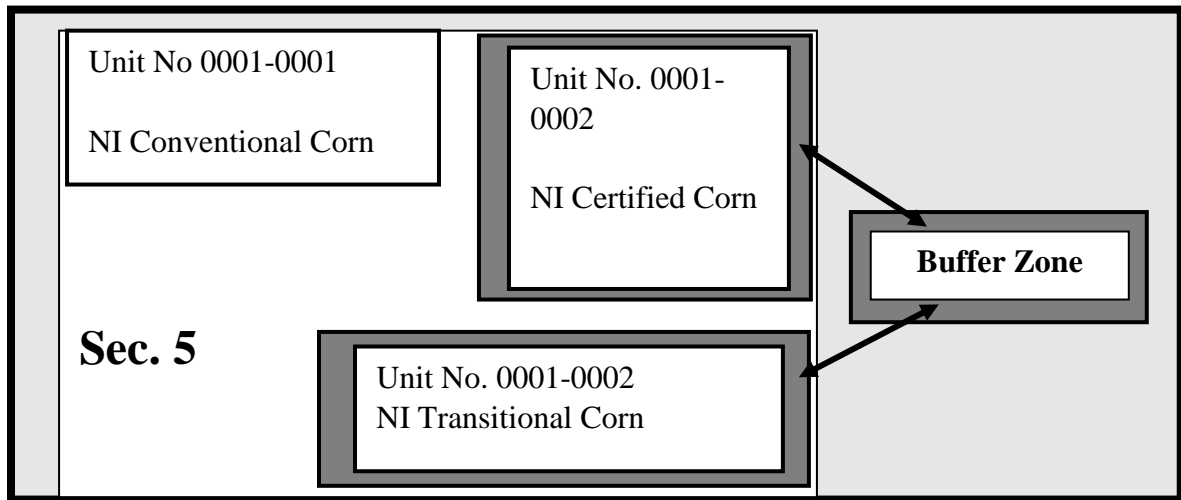 Unit No 0001-0001
NI Conventional Corn
Unit No. 0001-
0002
NI Certified Corn
Buffer Zone
Sec. 5
Unit No. 0001-0002
NI Transitional Corn